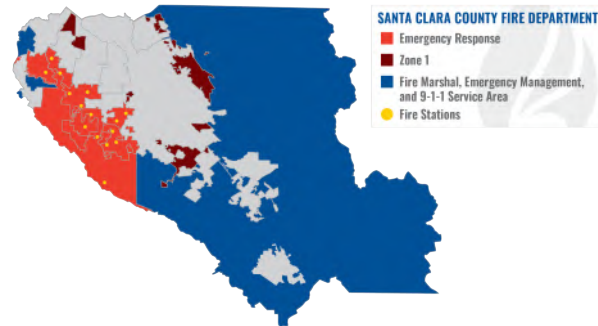 SANTA CLARA COUNTY FIRE DEPARTMENT
Emergency Response
Zone 1
Fire Marshal, Emergency Management,
and 9-1-1 Service Area
Fire Stations